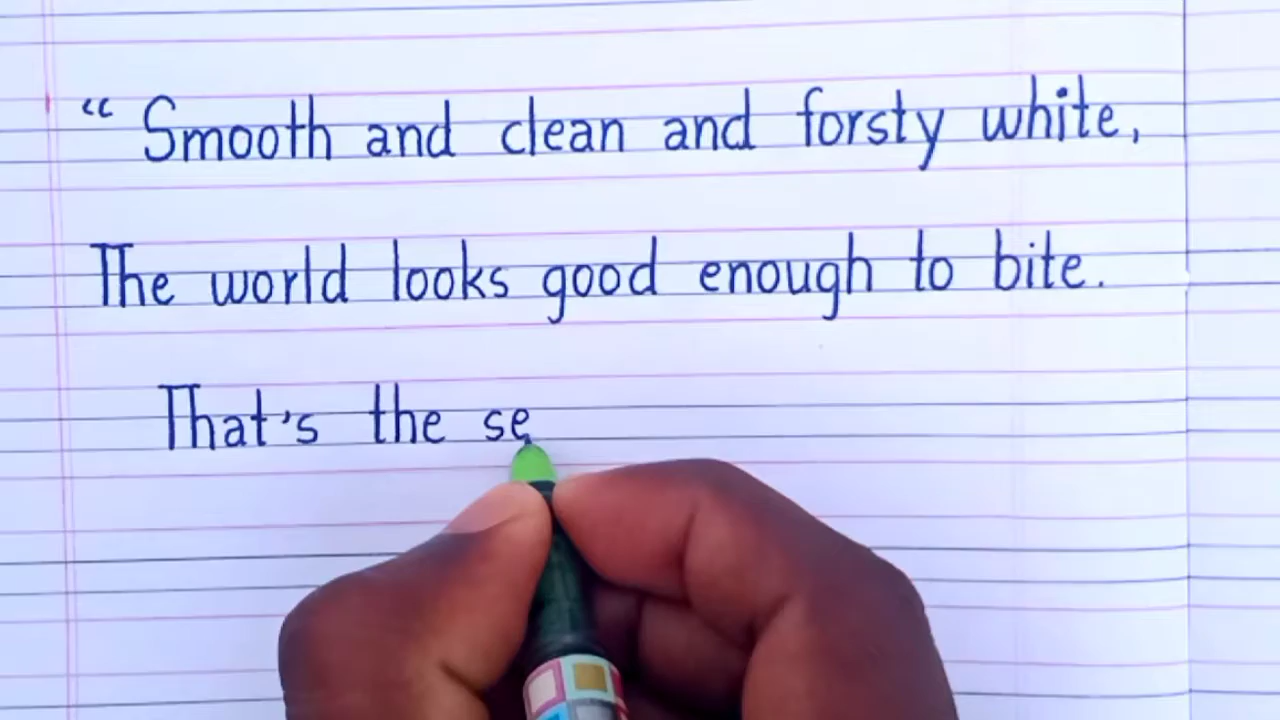 “ Smooth and clean and forsty white,
The world looks good enough to bite.
That's the se